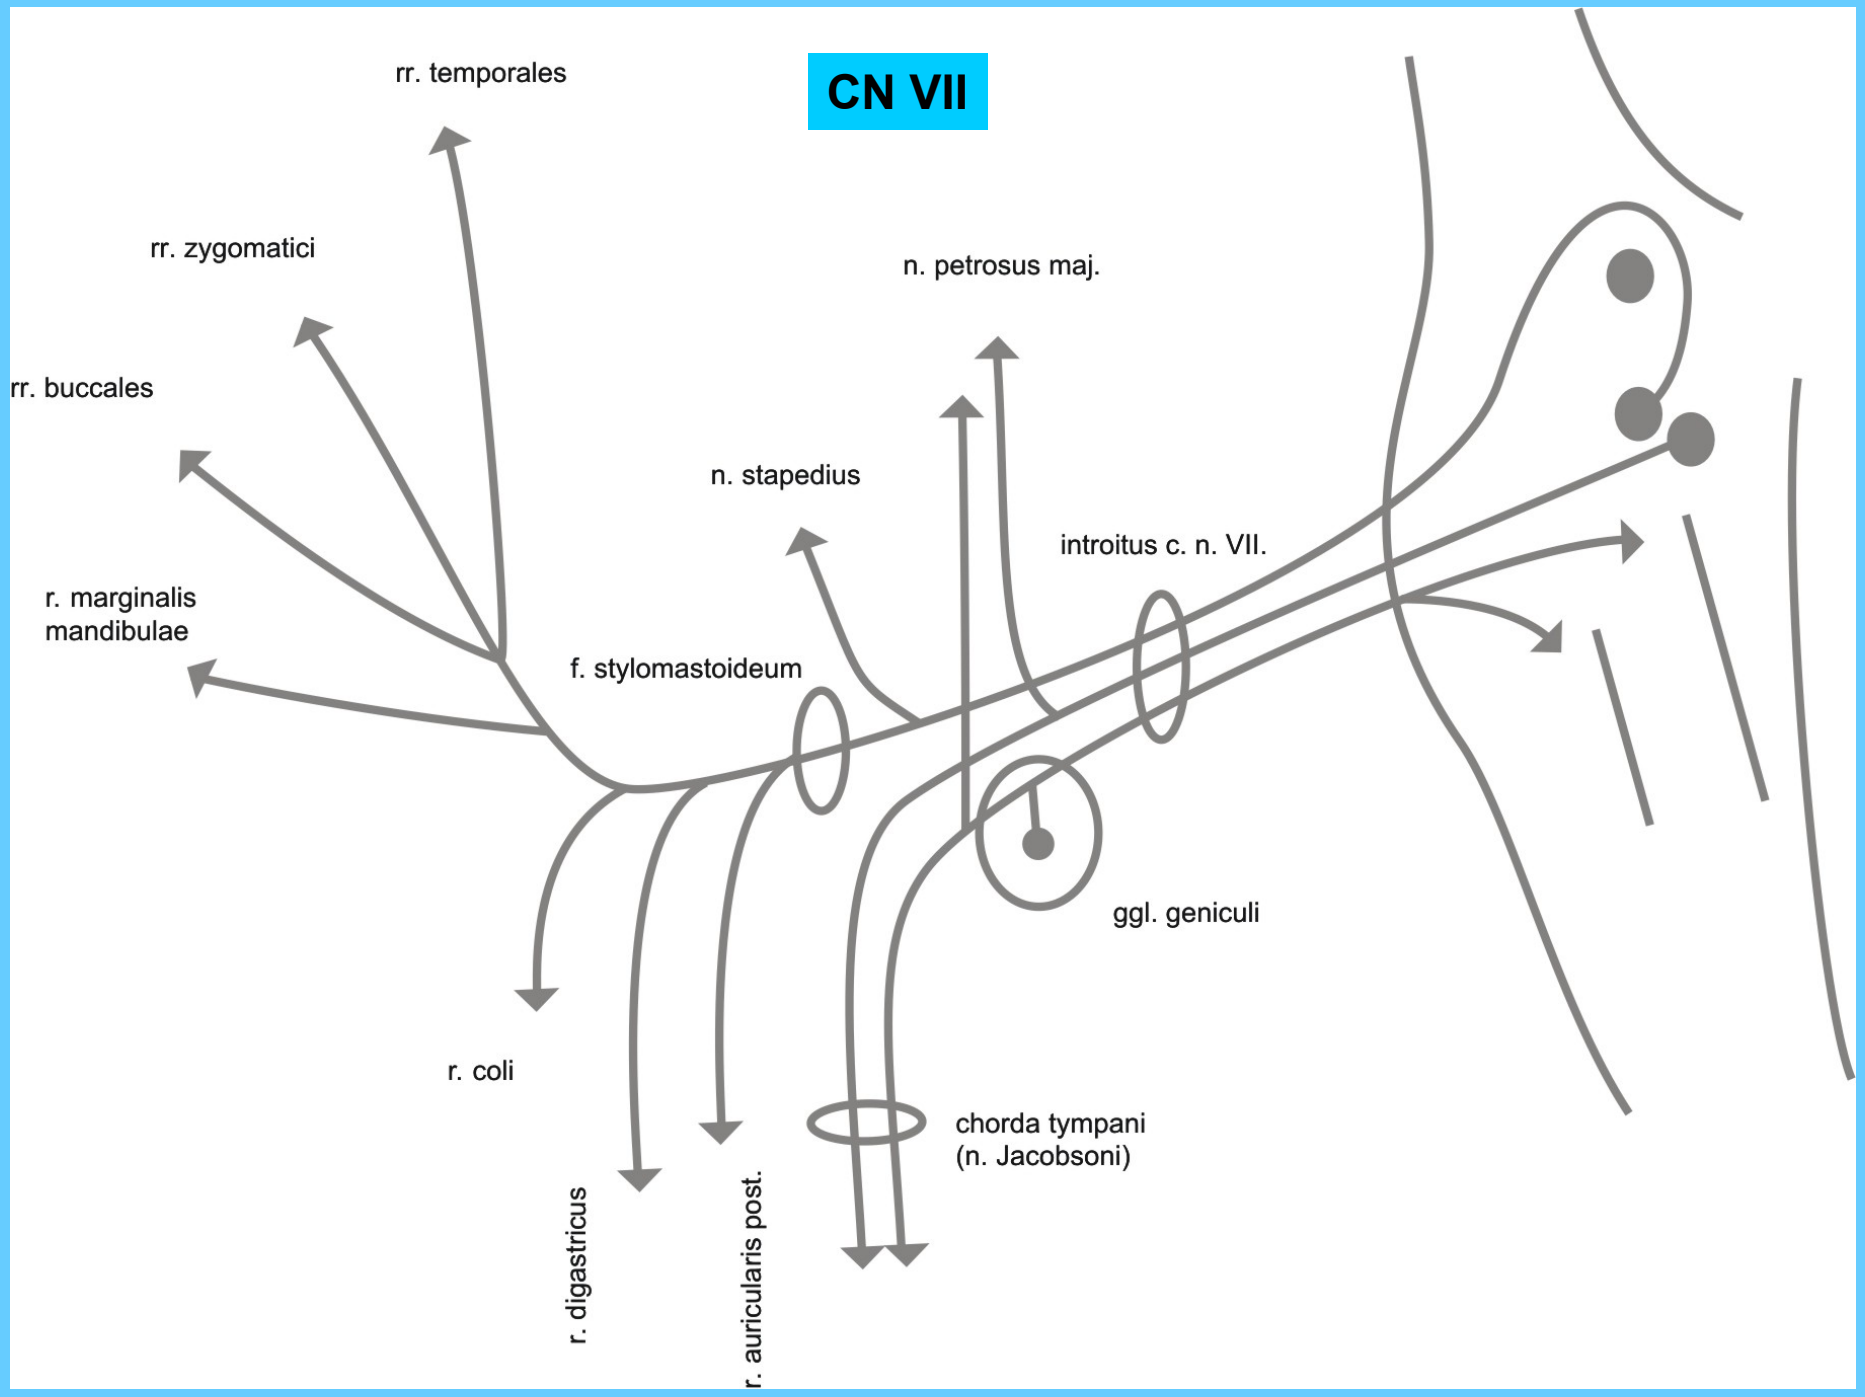 CN VII
rr. temporales
rr. zygomatici
n. petrosus maj.
rr. buccales
n. stapedius
introitus c. n. VII.
r. marginalis
mandibulae
f. stylomastoideum
ggl. geniculi
r. coli
chorda tympani
(n. Jacobsoni)
r. digastricus
r. auricularis post.